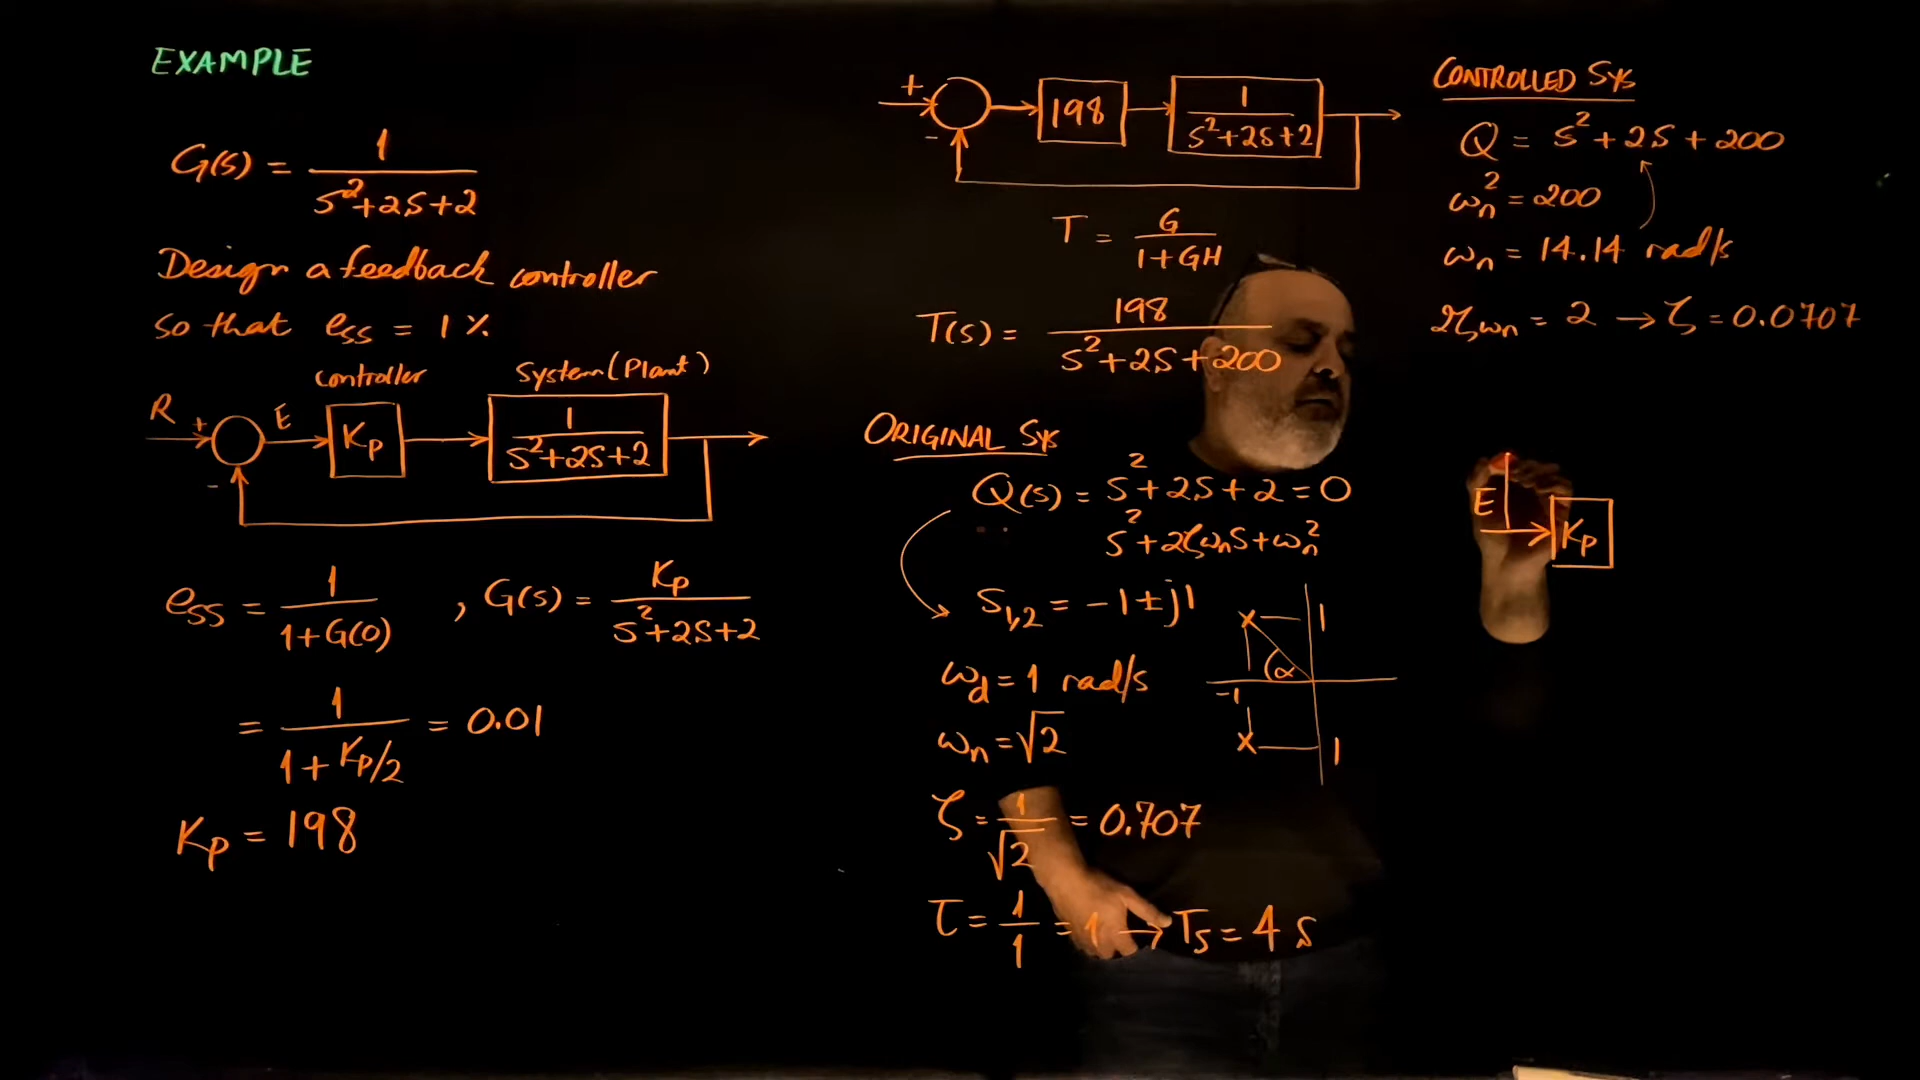 EXAMPLE
G(s) = 1 / s²+2s+2
Design a feedback controller
so that ess = 1 %
controller System (Plant)
R + E Kp 1 / s²+2s+2
-
ess = 1 / 1+G(0) , G(s) = Kp / s²+2s+2
= 1 / 1+Kp/2 = 0.01
Kp = 198
+ 198 1 / s²+2s+2
-
T = G / 1+GH
T(s) = 198 / s²+2s+200
ORIGINAL SYS
Q(s) = s²+2s+2=0
s²+2ζωns+ωn²
s1,2 = -1±j1
ωd = 1 rad/s
ωn = √2
ζ = 1 / √2 = 0.707
τ = 1 / 1 = 1 → Ts = 4 s
x 1
α
-1
x 1
CONTROLLED SYS
Q = s²+2s+200
ωn² = 200
ωn = 14.14 rad/s
2ζωn = 2 → ζ = 0.0707
E Kp